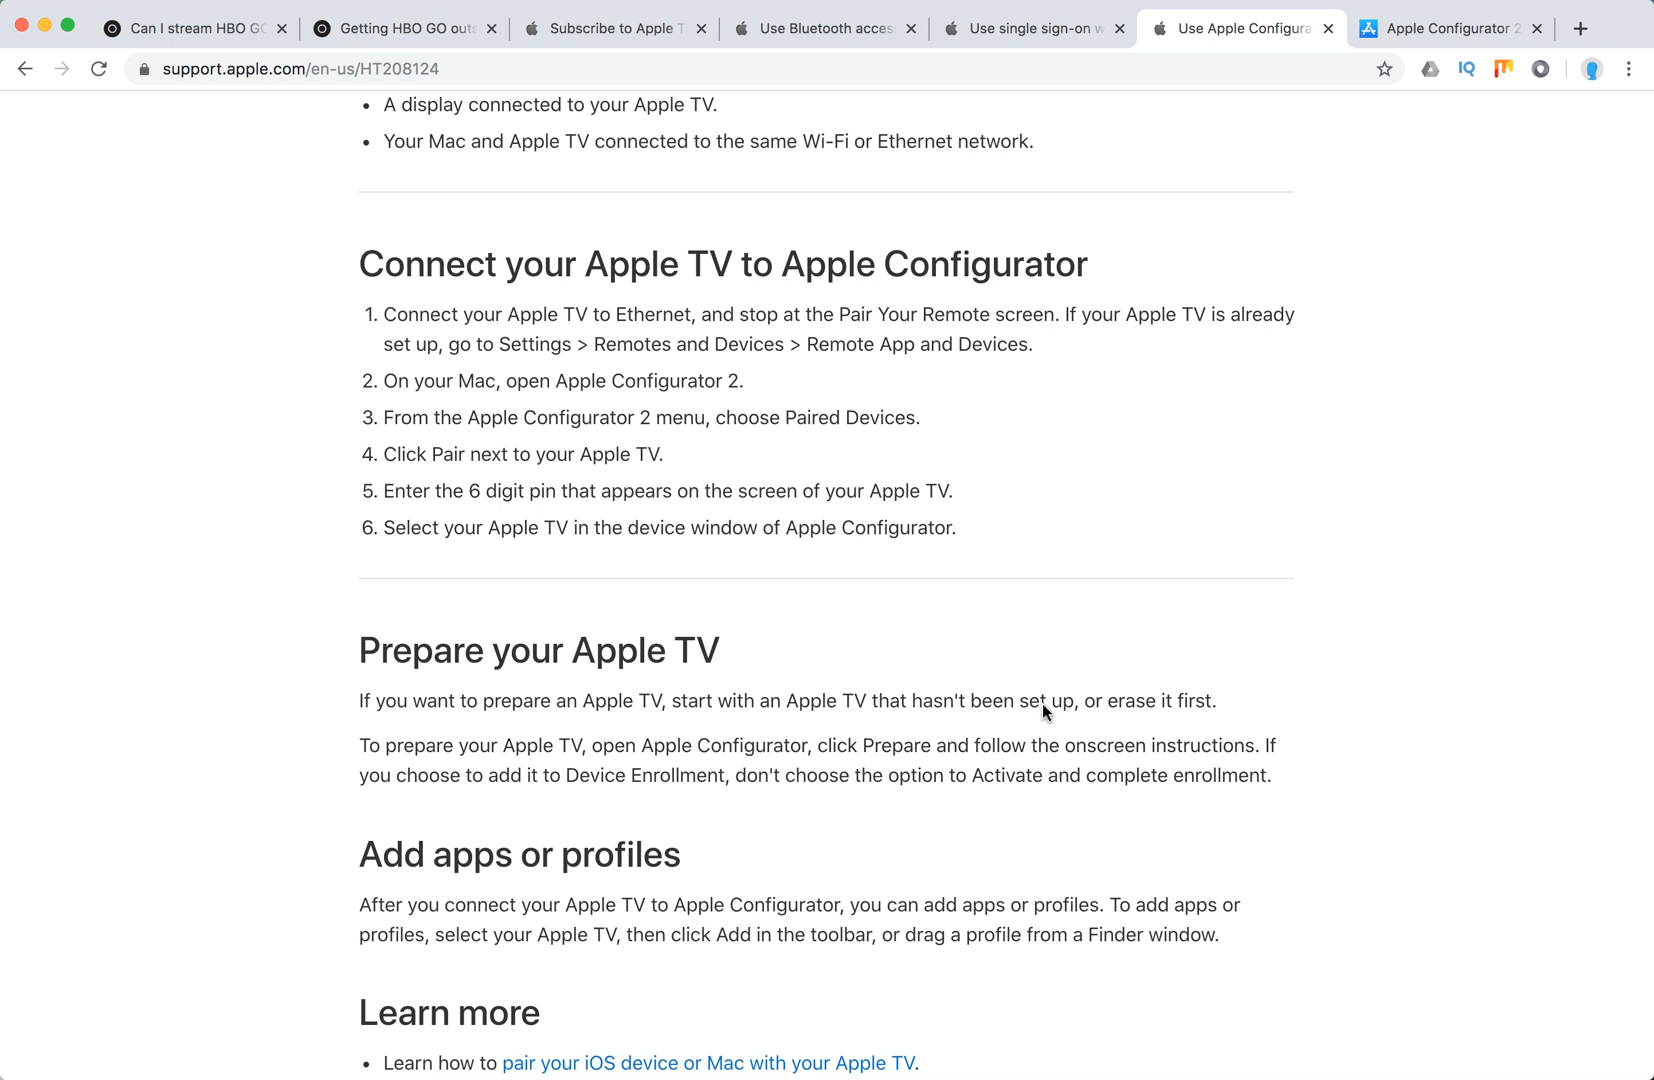 Can I stream HBO GO
Getting HBO GO outs
Subscribe to Apple T
Use Bluetooth acces
Use single sign-on w
Use Apple Configura
Apple Configurator 2
support.apple.com/en-us/HT208124
IQ
• A display connected to your Apple TV.
• Your Mac and Apple TV connected to the same Wi-Fi or Ethernet network.
Connect your Apple TV to Apple Configurator
1. Connect your Apple TV to Ethernet, and stop at the Pair Your Remote screen. If your Apple TV is already
set up, go to Settings > Remotes and Devices > Remote App and Devices.
2. On your Mac, open Apple Configurator 2.
3. From the Apple Configurator 2 menu, choose Paired Devices.
4. Click Pair next to your Apple TV.
5. Enter the 6 digit pin that appears on the screen of your Apple TV.
6. Select your Apple TV in the device window of Apple Configurator.
Prepare your Apple TV
If you want to prepare an Apple TV, start with an Apple TV that hasn't been set up, or erase it first.
To prepare your Apple TV, open Apple Configurator, click Prepare and follow the onscreen instructions. If
you choose to add it to Device Enrollment, don't choose the option to Activate and complete enrollment.
Add apps or profiles
After you connect your Apple TV to Apple Configurator, you can add apps or profiles. To add apps or
profiles, select your Apple TV, then click Add in the toolbar, or drag a profile from a Finder window.
Learn more
• Learn how to pair your iOS device or Mac with your Apple TV.